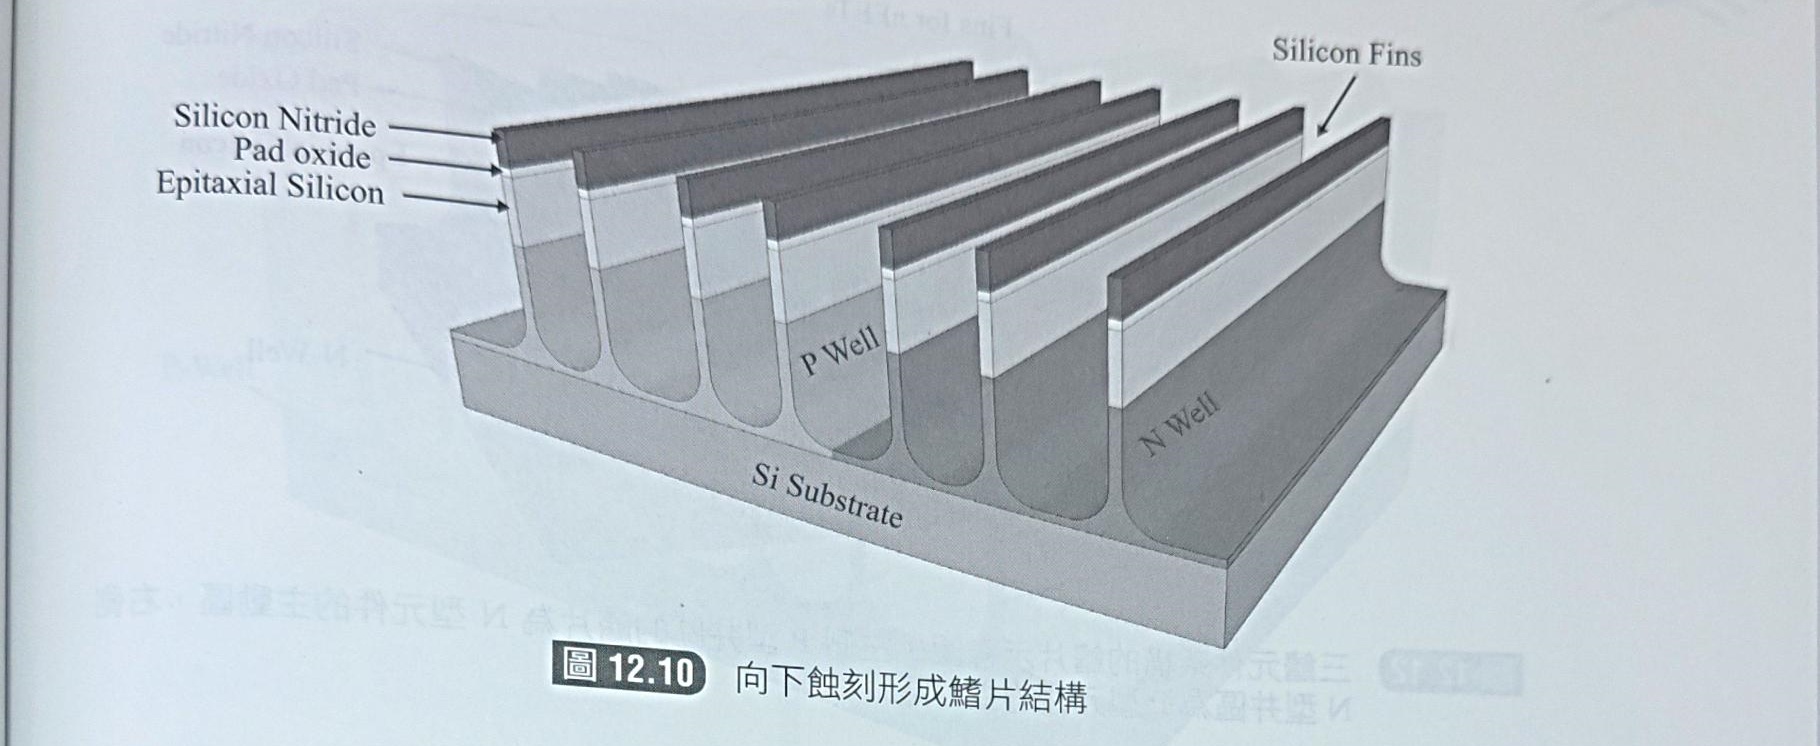 Silicon Fins
Silicon Nitride
Pad oxide
Epitaxial Silicon
P Well
N Well
Si Substrate
圖 12.10 向下蝕刻形成鰭片結構